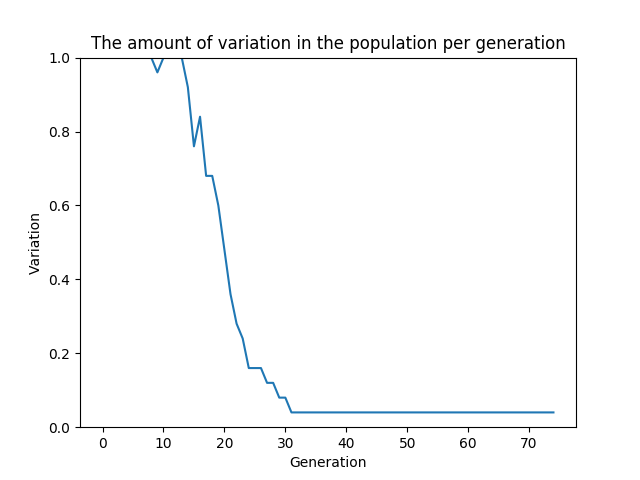 The amount of variation in the population per generation
1.0
0.8
0.6
0.4
0.2
0.0
Variation
0 10 20 30 40 50 60 70
Generation